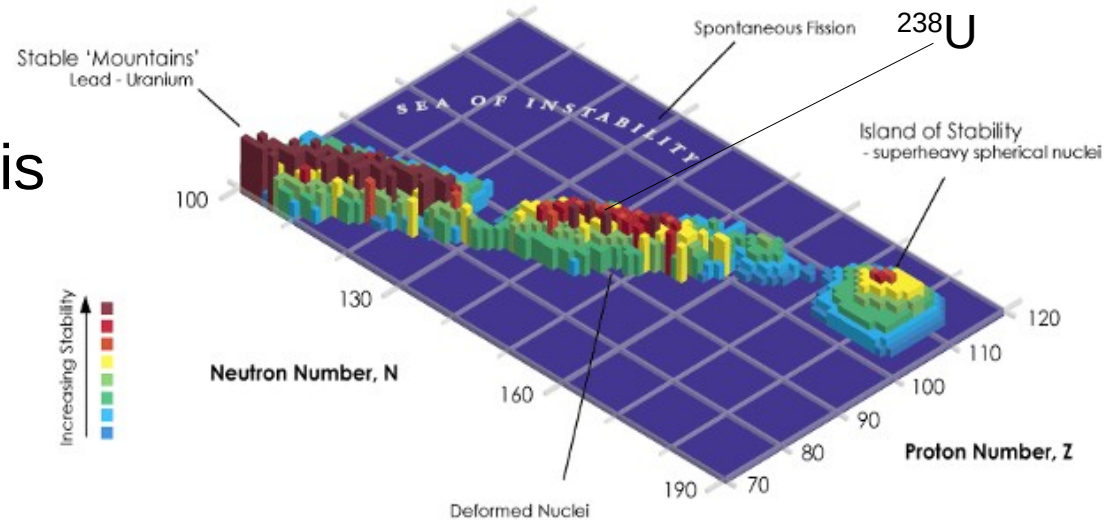 Spontaneous Fission
²³⁸U
Stable ‘Mountains’
Lead - Uranium
SEA OF INSTABILITY
Island of Stability
- superheavy spherical nuclei
is
100
130
160
190
70
80
90
100
110
120
Increasing Stability
Neutron Number, N
Proton Number, Z
Deformed Nuclei